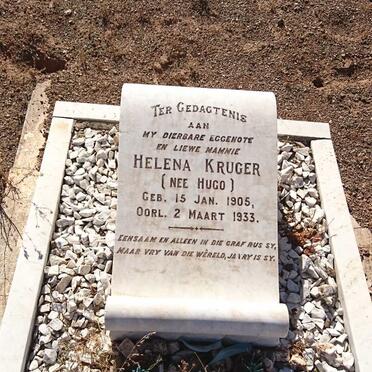 TER GEDAGTENIS
AAN
MY DIERBARE EGGENOTE
EN LIEWE MAMMIE
HELENA KRUGER
(NEE HUGO)
GEB. 15 JAN. 1905,
OORL. 2 MAART 1933.
EENSAAM EN ALLEEN IN DIE GRAF RUS SY,
MAAR VRY VAN DIE WÊRELD, JA VRY IS SY.